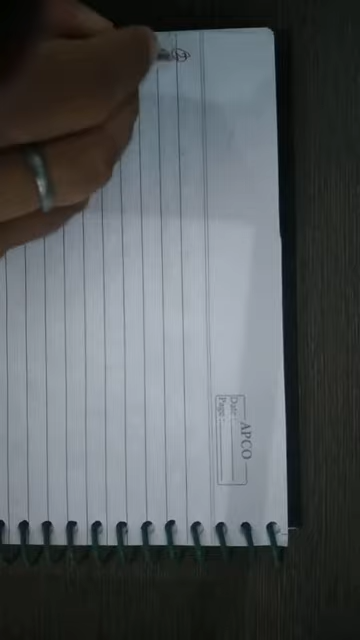 APCO
Date :
Page :